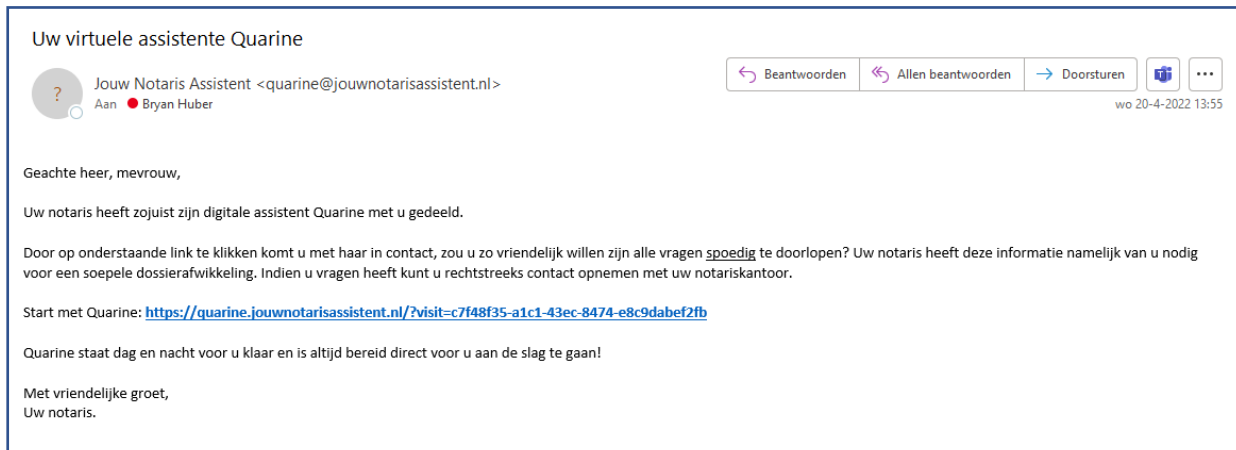 Uw virtuele assistente Quarine
?
Jouw Notaris Assistent <quarine@jouwnotarisassistent.nl>
Aan Bryan Huber
Beantwoorden Allen beantwoorden Doorsturen
wo 20-4-2022 13:55
Geachte heer, mevrouw,
Uw notaris heeft zojuist zijn digitale assistent Quarine met u gedeeld.
Door op onderstaande link te klikken komt u met haar in contact, zou u zo vriendelijk willen zijn alle vragen spoedig te doorlopen? Uw notaris heeft deze informatie namelijk van u nodig
voor een soepele dossierafwikkeling. Indien u vragen heeft kunt u rechtstreeks contact opnemen met uw notariskantoor.
Start met Quarine: https://quarine.jouwnotarisassistent.nl/?visit=c7f48f35-a1c1-43ec-8474-e8c9dabef2fb
Quarine staat dag en nacht voor u klaar en is altijd bereid direct voor u aan de slag te gaan!
Met vriendelijke groet,
Uw notaris.